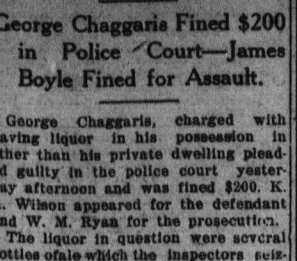 George Chaggaris Fined $200
in Police Court—James
Boyle Fined for Assault.
George Chaggaris, charged with
aving liquor in his possession in
ther than his private dwelling plead-
d guilty in the police court yester-
ay afternoon and was fined $200. K.
. Wilson appeared for the defendant
nd W. M. Ryan for the prosecution.
The liquor in question were several
ottles of ale which the inspectors seiz-